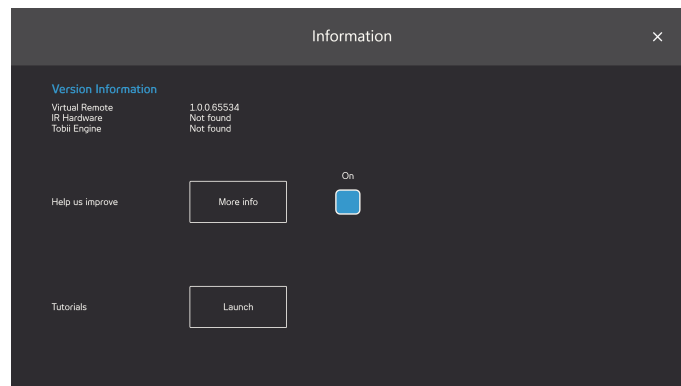 Information
Version Information
Virtual Remote 1.0.0.65534
IR Hardware Not found
Tobii Engine Not found
On
Help us improve More info
Tutorials Launch